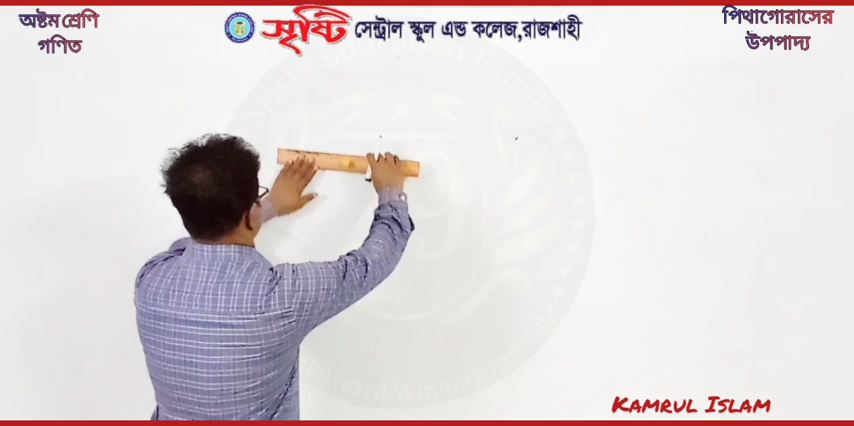 অষ্টম শ্রেণি
গণিত
সৃষ্টি সেন্ট্রাল স্কুল এন্ড কলেজ,রাজশাহী
পিথাগোরাসের
উপপাদ্য
KAMRUL ISLAM